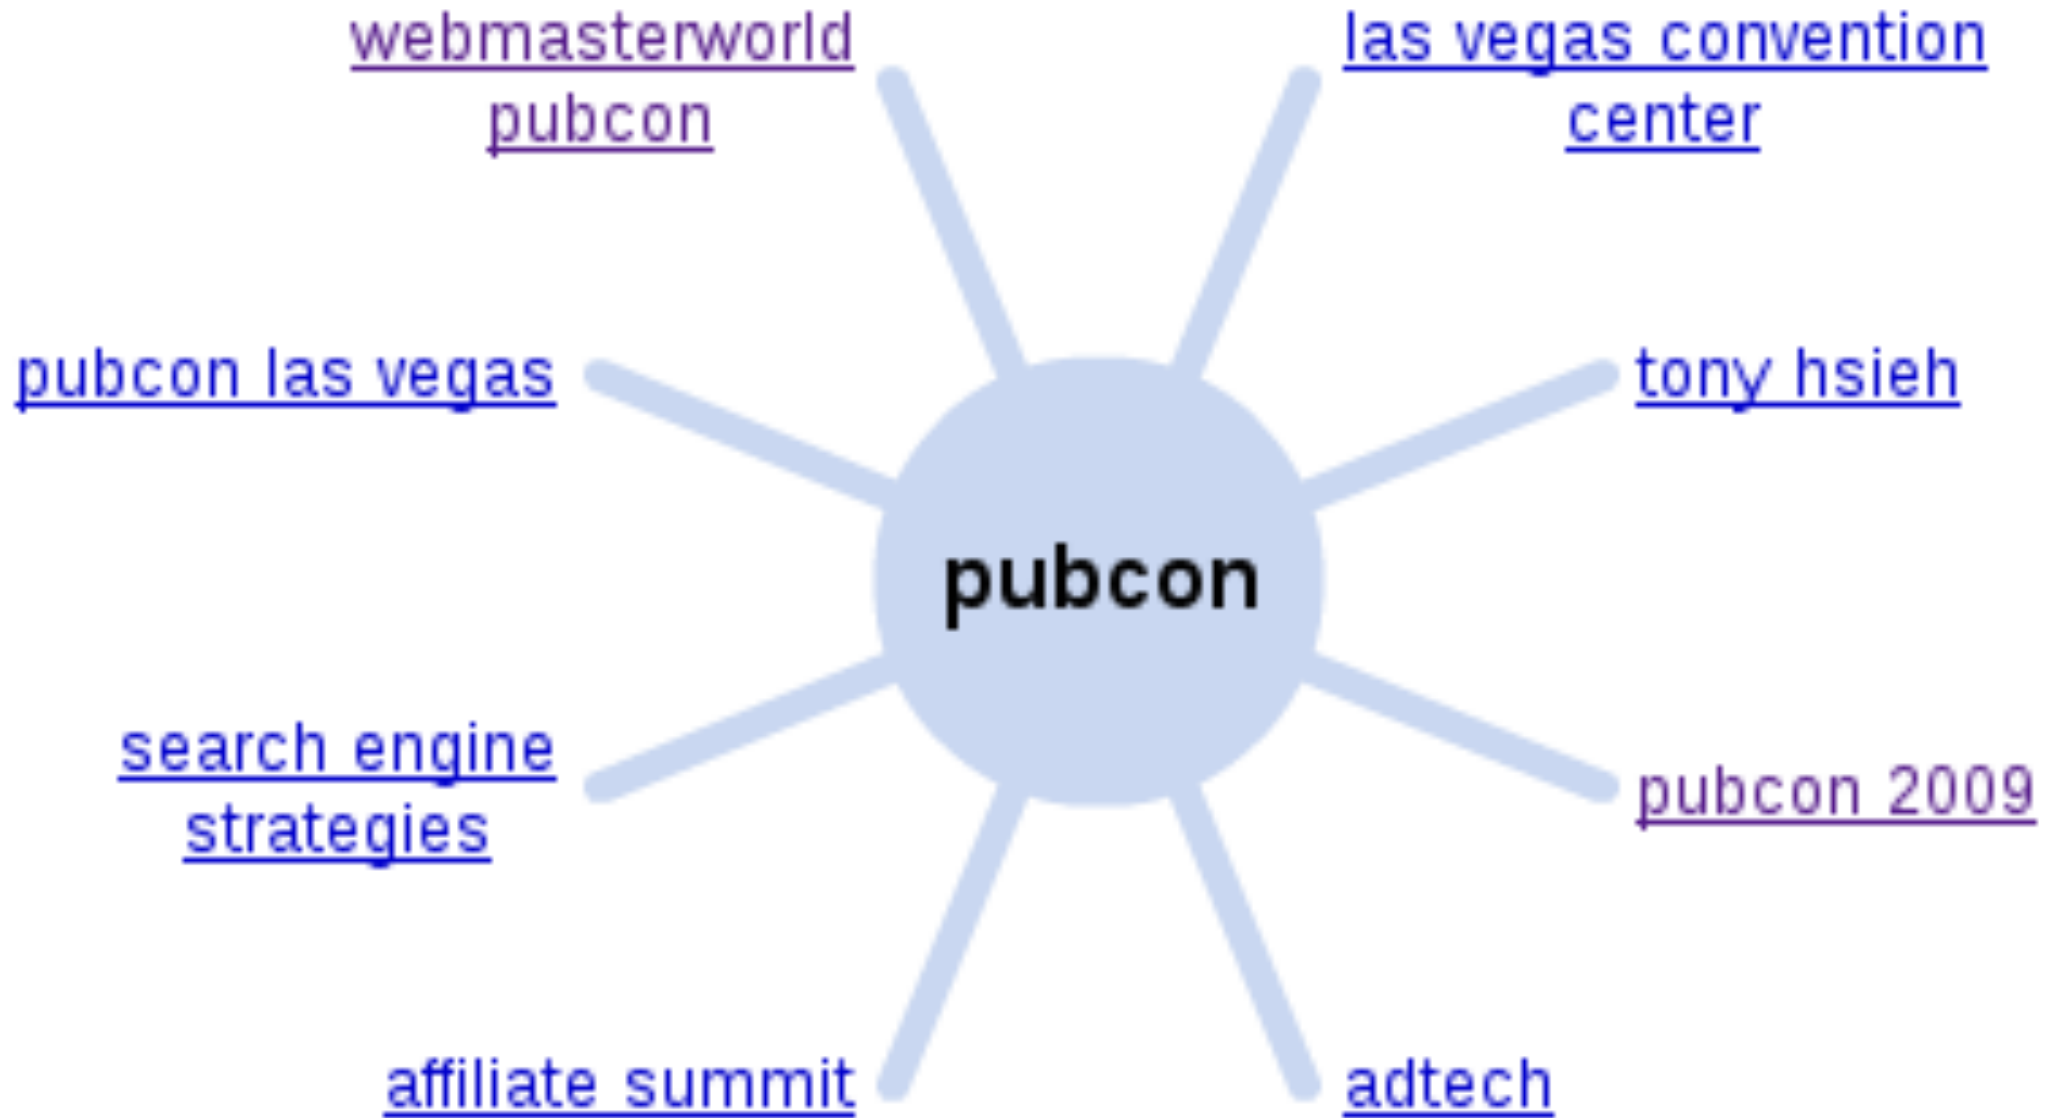 webmasterworld
pubcon
las vegas convention
center
pubcon las vegas
tony hsieh
pubcon
search engine
strategies
pubcon 2009
affiliate summit
adtech